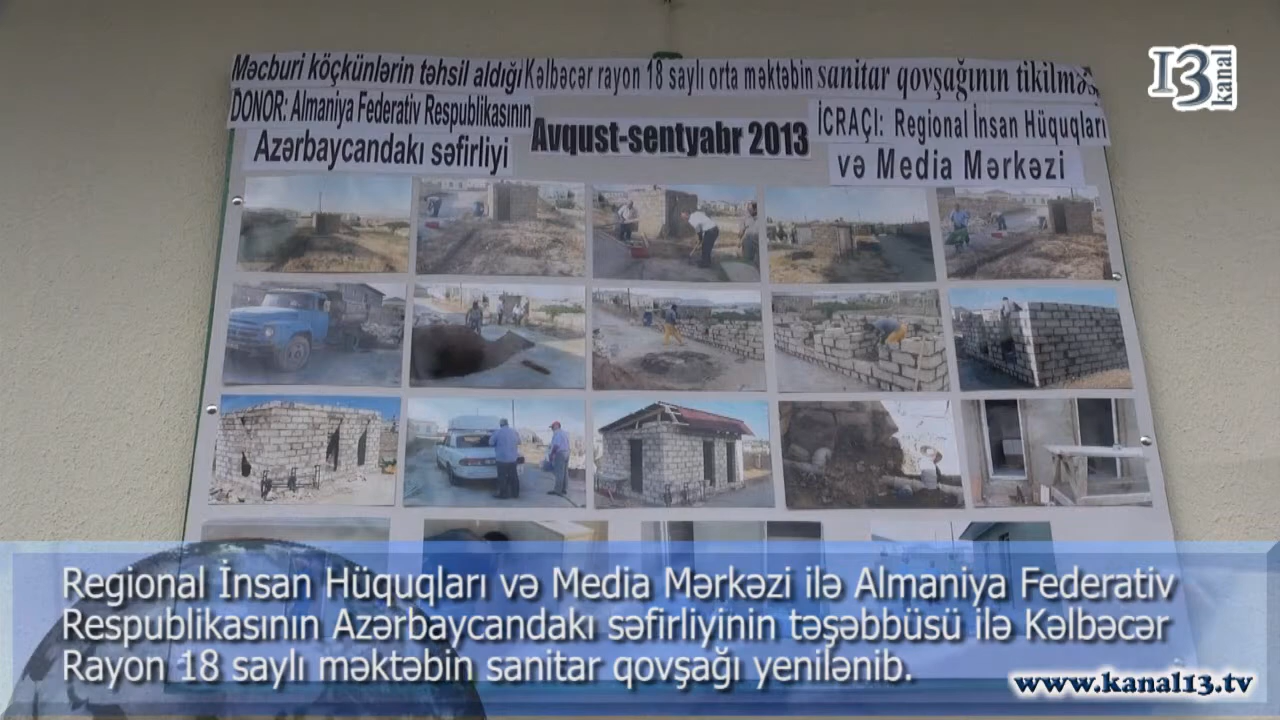 Məcburi köçkünlərin təhsil aldığı Kəlbəcər rayon 18 saylı orta məktəbin sanitar qovşağının tikilməsi
DONOR: Almaniya Federativ Respublikasının
Azərbaycandakı səfirliyi
Avqust-sentyabr 2013
İCRAÇI: Regional İnsan Hüquqları
və Media Mərkəzi
13 kanal
Regional İnsan Hüquqları və Media Mərkəzi ilə Almaniya Federativ
Respublikasının Azərbaycandakı səfirliyinin təşəbbüsü ilə Kəlbəcər
Rayon 18 saylı məktəbin sanitar qovşağı yenilənib.
www.kanal13.tv